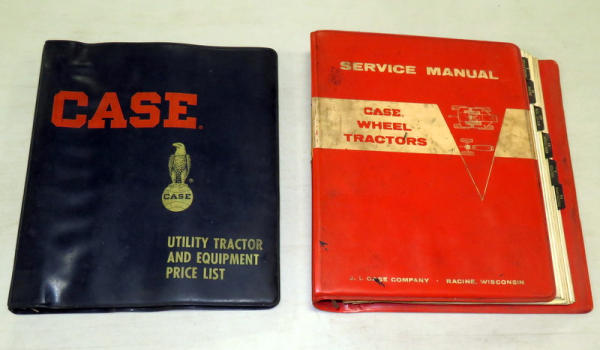 CASE®
CASE
UTILITY TRACTOR
AND EQUIPMENT
PRICE LIST
SERVICE MANUAL
CASE®
WHEEL
TRACTORS
J. I. CASE COMPANY · RACINE, WISCONSIN